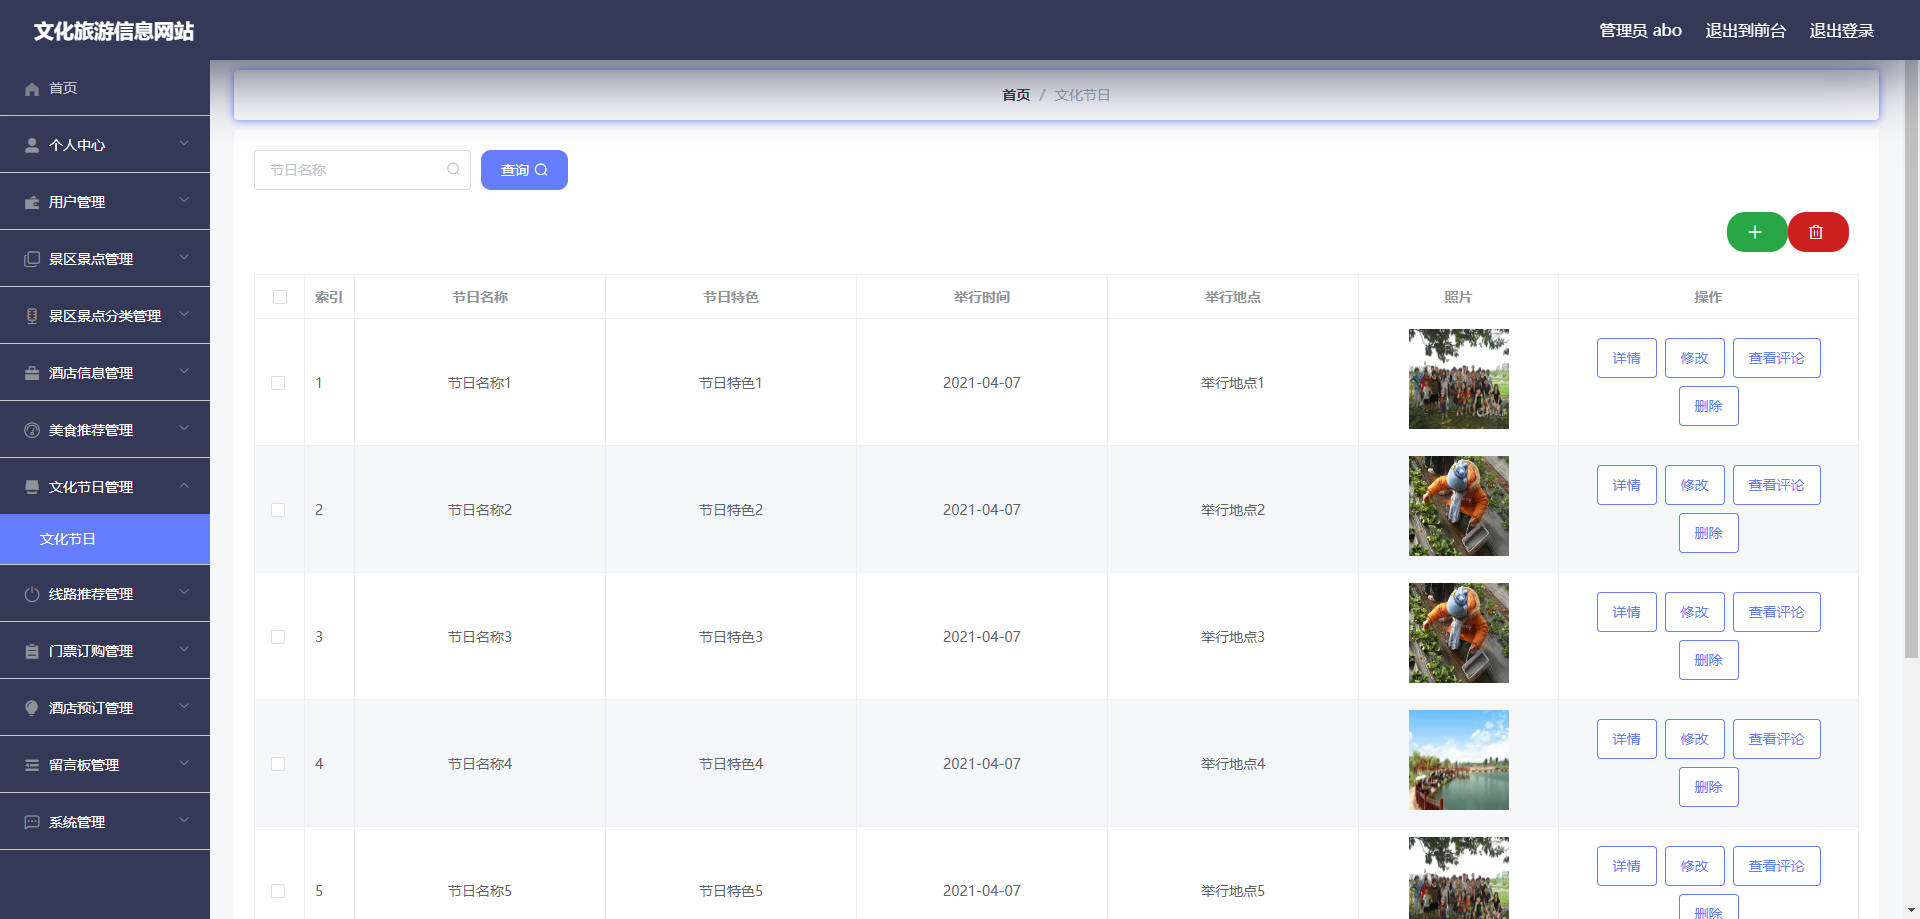 文化旅游信息网站
管理员 abo 退出到前台 退出登录
首页
个人中心
用户管理
景区景点管理
景区景点分类管理
酒店信息管理
美食推荐管理
文化节日管理
文化节日
线路推荐管理
门票订购管理
酒店预订管理
留言板管理
系统管理
首页 / 文化节日
节日名称 查询
索引 节日名称 节日特色 举行时间 举行地点 照片 操作
1 节日名称1 节日特色1 2021-04-07 举行地点1 详情 修改 查看评论
删除
2 节日名称2 节日特色2 2021-04-07 举行地点2 详情 修改 查看评论
删除
3 节日名称3 节日特色3 2021-04-07 举行地点3 详情 修改 查看评论
删除
4 节日名称4 节日特色4 2021-04-07 举行地点4 详情 修改 查看评论
删除
5 节日名称5 节日特色5 2021-04-07 举行地点5 详情 修改 查看评论
删除